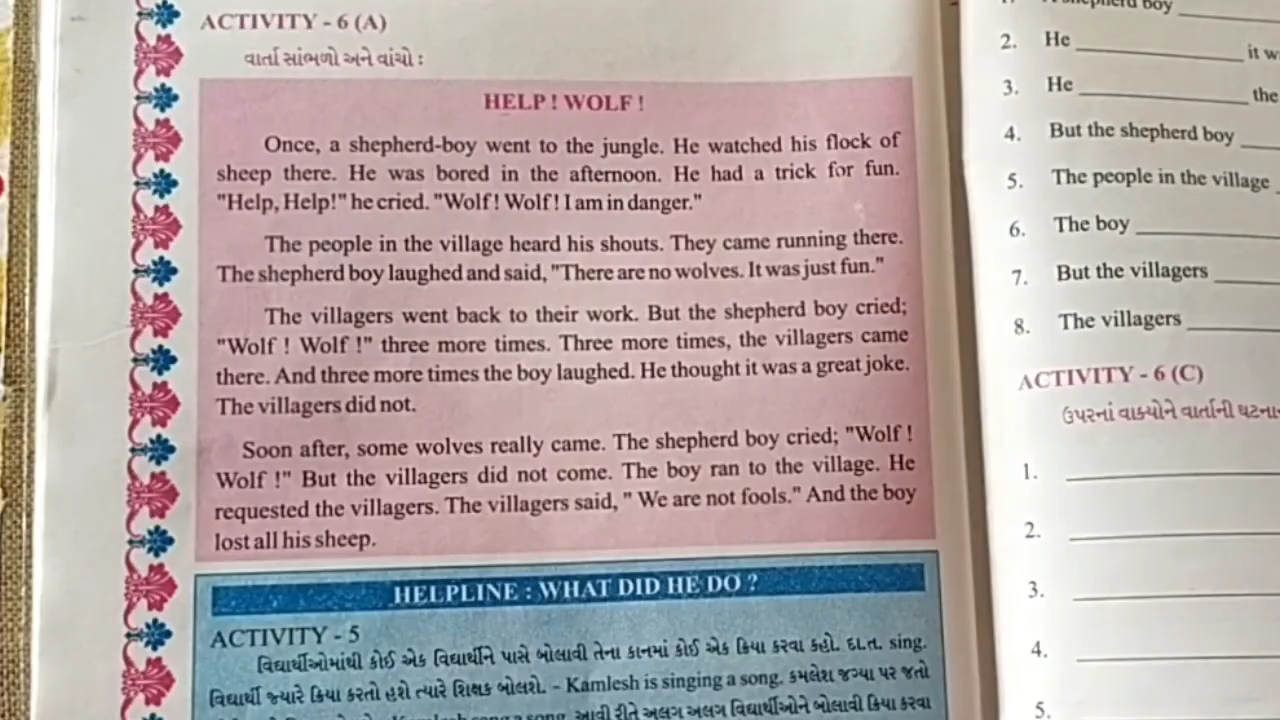 ACTIVITY - 6 (A)
વાર્તા સાંભળો અને વાંચો :
HELP ! WOLF !
Once, a shepherd-boy went to the jungle. He watched his flock of
sheep there. He was bored in the afternoon. He had a trick for fun.
"Help, Help!" he cried. "Wolf! Wolf! I am in danger."
The people in the village heard his shouts. They came running there.
The shepherd boy laughed and said, "There are no wolves. It was just fun."
The villagers went back to their work. But the shepherd boy cried;
"Wolf ! Wolf !" three more times. Three more times, the villagers came
there. And three more times the boy laughed. He thought it was a great joke.
The villagers did not.
Soon after, some wolves really came. The shepherd boy cried; "Wolf !
Wolf !" But the villagers did not come. The boy ran to the village. He
requested the villagers. The villagers said, " We are not fools." And the boy
lost all his sheep.
HELPLINE : WHAT DID HE DO ?
ACTIVITY - 5
વિદ્યાર્થીઓમાંથી કોઈ એક વિદ્યાર્થીને પાસે બોલાવી તેના કાનમાં કોઈ એક ક્રિયા કરવા કહો. દા.ત. sing.
વિદ્યાર્થી જ્યારે ક્રિયા કરતો હશે ત્યારે શિક્ષક બોલશે. - Kamlesh is singing a song. કમલેશ જગ્યા પર જતો
a song. આવી રીતે અલગ અલગ વિદ્યાર્થીઓને બોલાવી ક્રિયા કરવા
shepherd boy
2. He it w
3. He the
4. But the shepherd boy
5. The people in the village
6. The boy
7. But the villagers
8. The villagers
ACTIVITY - 6 (C)
ઉપરનાં વાક્યોને વાર્તાની
1.
2.
3.
4.
5.